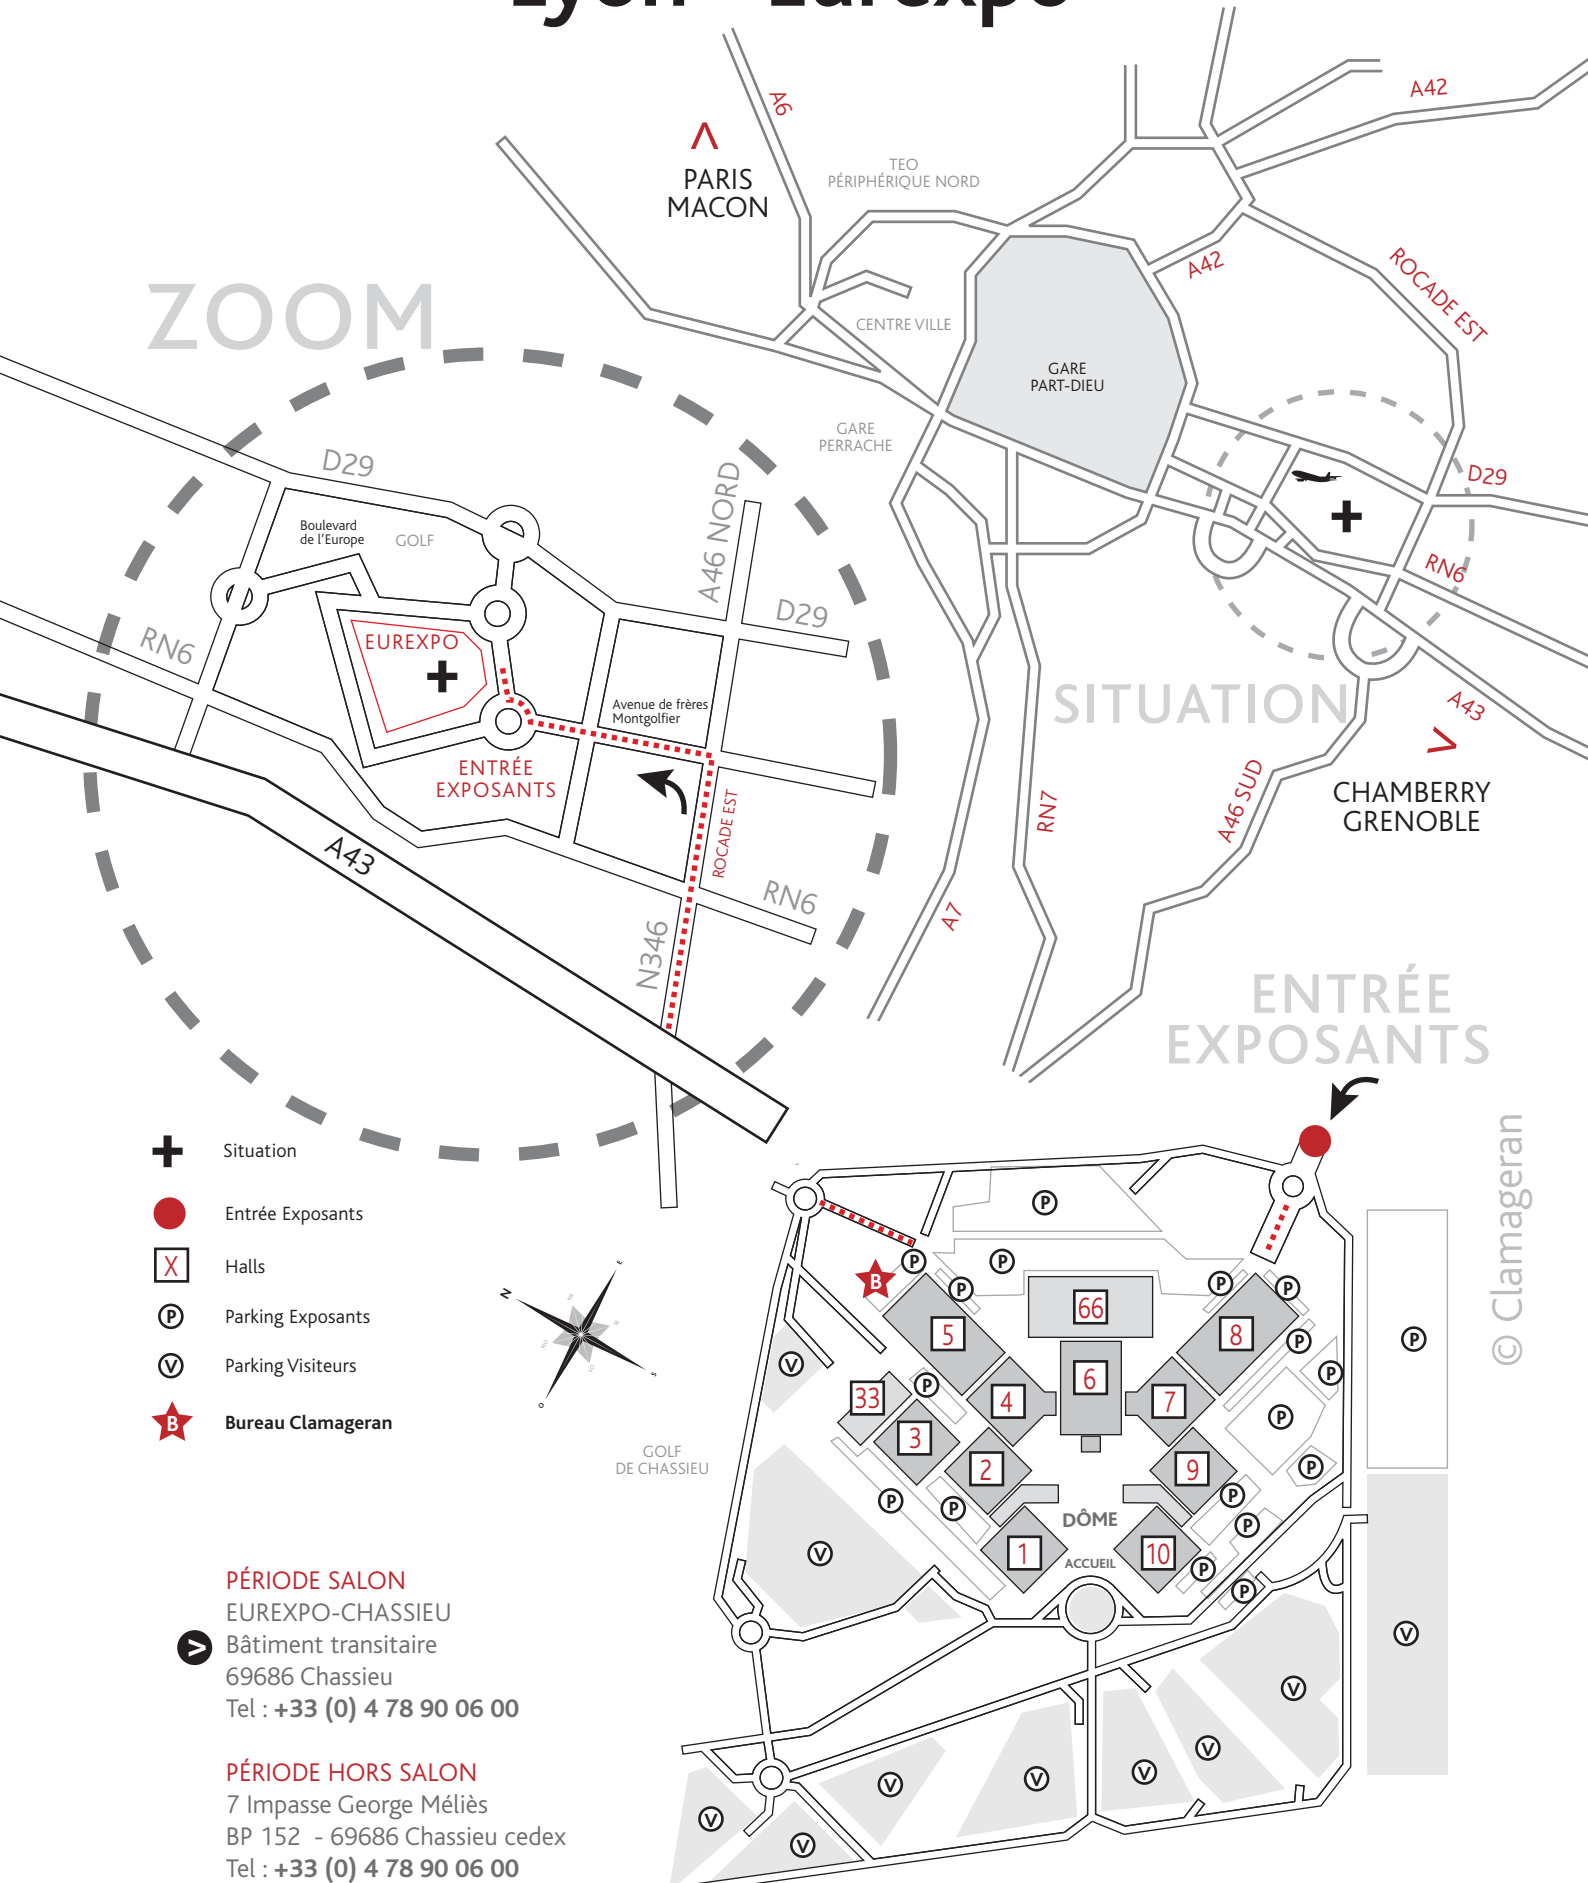 Lyon - Eurexpo
A6
A42
PARIS
MACON
TEO
PÉRIPHÉRIQUE NORD
A42
ROCADE EST
ZOOM
CENTRE VILLE
GARE
PART-DIEU
GARE
PERRACHE
D29
A46 NORD
D29
Boulevard
de l'Europe
GOLF
RN6
D29
RN6
EUREXPO
SITUATION
Avenue de frères
Montgolfier
A43
ENTRÉE
EXPOSANTS
ROCADE EST
RN7
A46 SUD
CHAMBERRY
GRENOBLE
A43
RN6
A7
N346
ENTRÉE
EXPOSANTS
Situation
Entrée Exposants
X
Halls
P
Parking Exposants
V
Parking Visiteurs
B
Bureau Clamageran
N
NE
E
SE
S
SO
O
NO
© Clamageran
P
P
P
P
P
P
B
66
5
8
P
P
V
6
P
33
P
4
7
P
3
2
9
P
P
P
P
DÔME
P
V
1
ACCUEIL
10
P
P
V
V
V
V
V
V
V
V
GOLF
DE CHASSIEU
PÉRIODE SALON
EUREXPO-CHASSIEU
Bâtiment transitaire
69686 Chassieu
Tel : +33 (0) 4 78 90 06 00
PÉRIODE HORS SALON
7 Impasse George Méliès
BP 152 - 69686 Chassieu cedex
Tel : +33 (0) 4 78 90 06 00